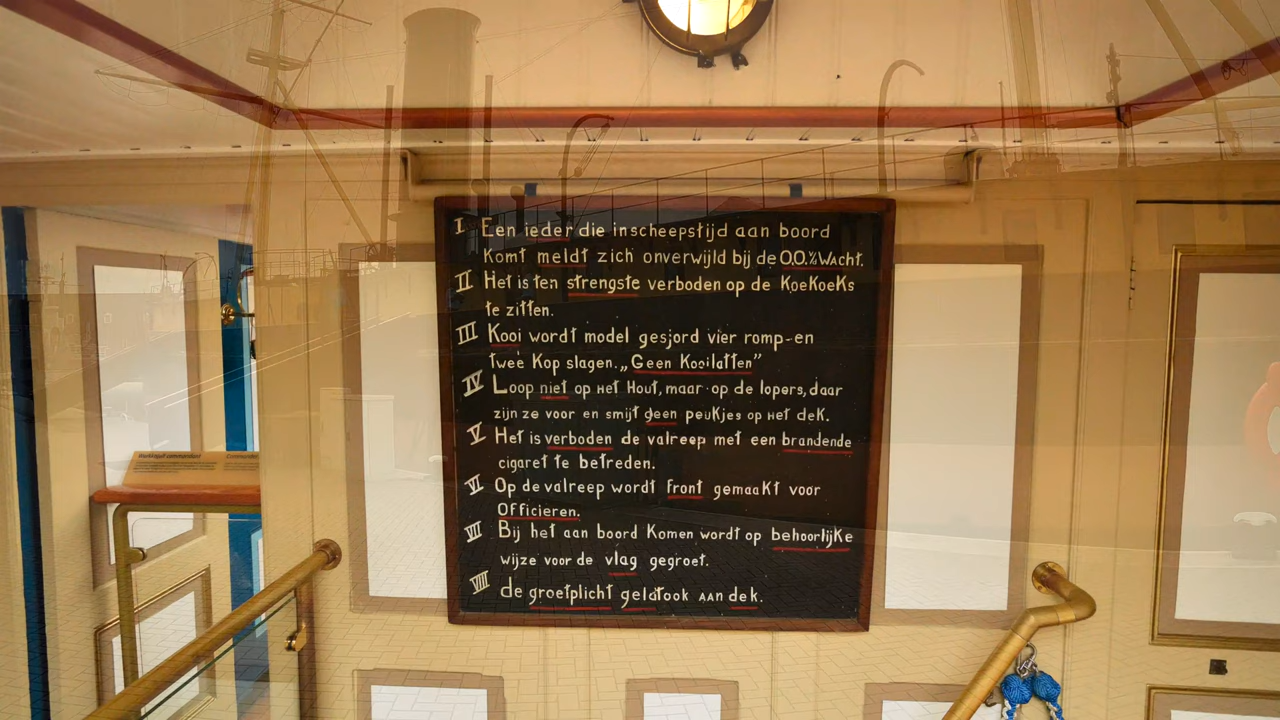 I Een ieder die inscheepstijd aan boord
Komt meldt zich onverwijld bij de O.O.% Wacht.
II Het is ten strengste verboden op de KoeKoeKs
te zitten.
III Kooi wordt model gesjord vier romp- en
twee Kop slagen. „Geen Kooilatten"
IV Loop niet op het Hout, maar op de lopers, daar
zijn ze voor en smijt geen peukjes op het deK.
V Het is verboden de valreep met een brandende
cigaret te betreden.
VI Op de valreep wordt front gemaaKt voor
Officieren.
VII Bij het aan boord Komen wordt op behoorlijKe
wijze voor de vlag gegroet.
VIII de groetplicht geldt ook aan dek.